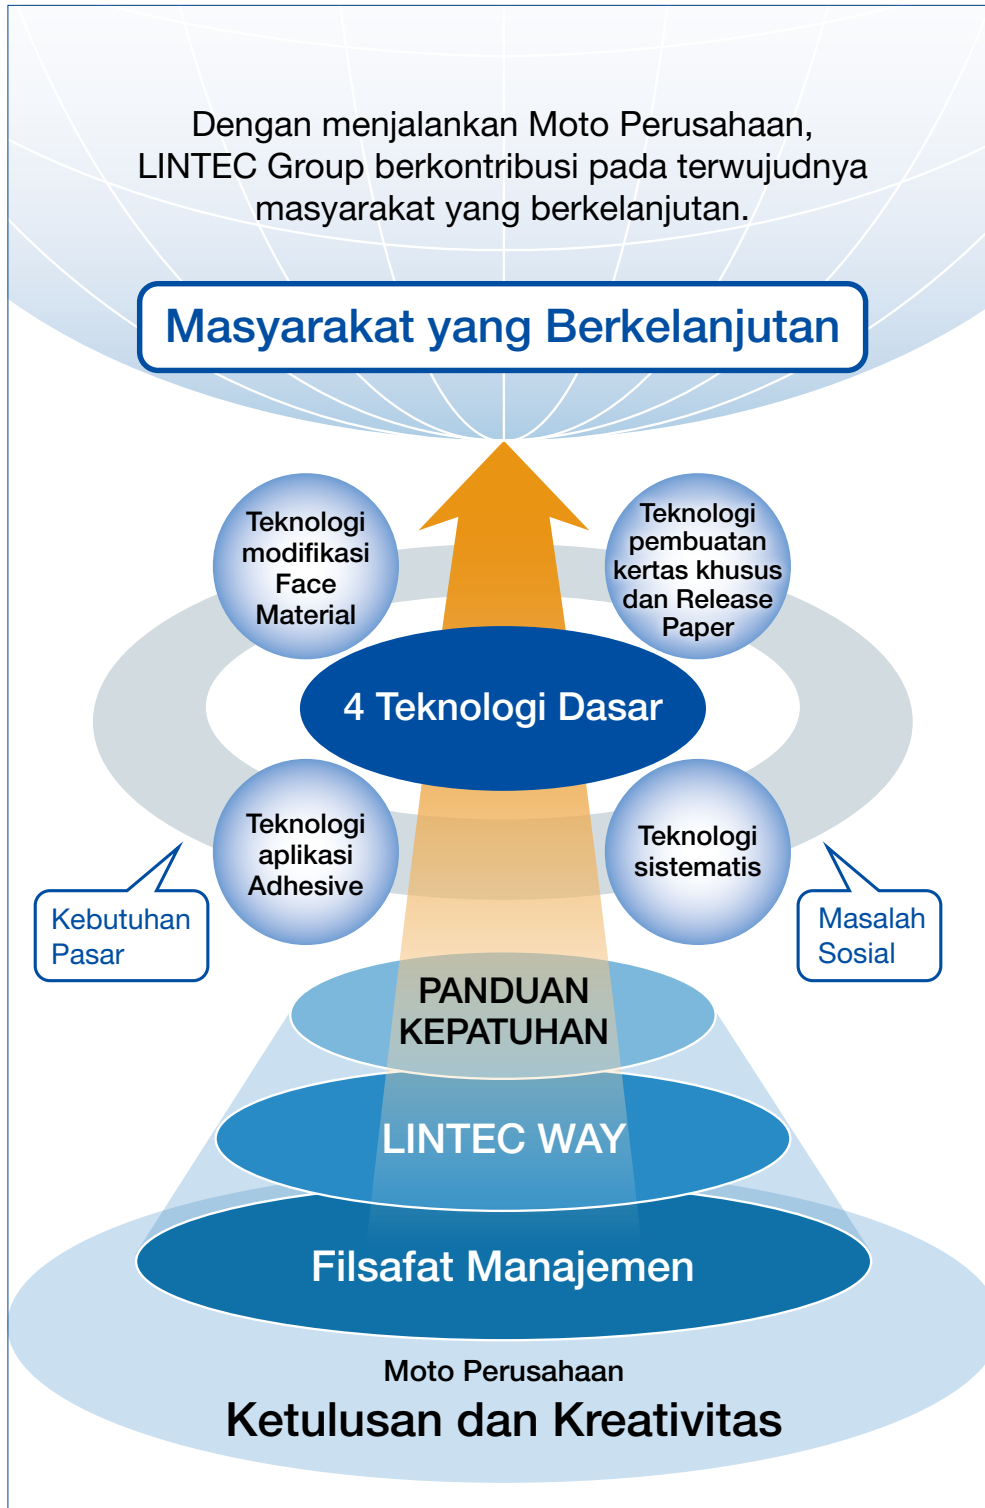 Dengan menjalankan Moto Perusahaan,
LINTEC Group berkontribusi pada terwujudnya
masyarakat yang berkelanjutan.
Masyarakat yang Berkelanjutan
Teknologi
modifikasi
Face
Material
Teknologi
pembuatan
kertas khusus
dan Release
Paper
4 Teknologi Dasar
Teknologi
aplikasi
Adhesive
Teknologi
sistematis
Kebutuhan
Pasar
Masalah
Sosial
PANDUAN
KEPATUHAN
LINTEC WAY
Filsafat Manajemen
Moto Perusahaan
Ketulusan dan Kreativitas